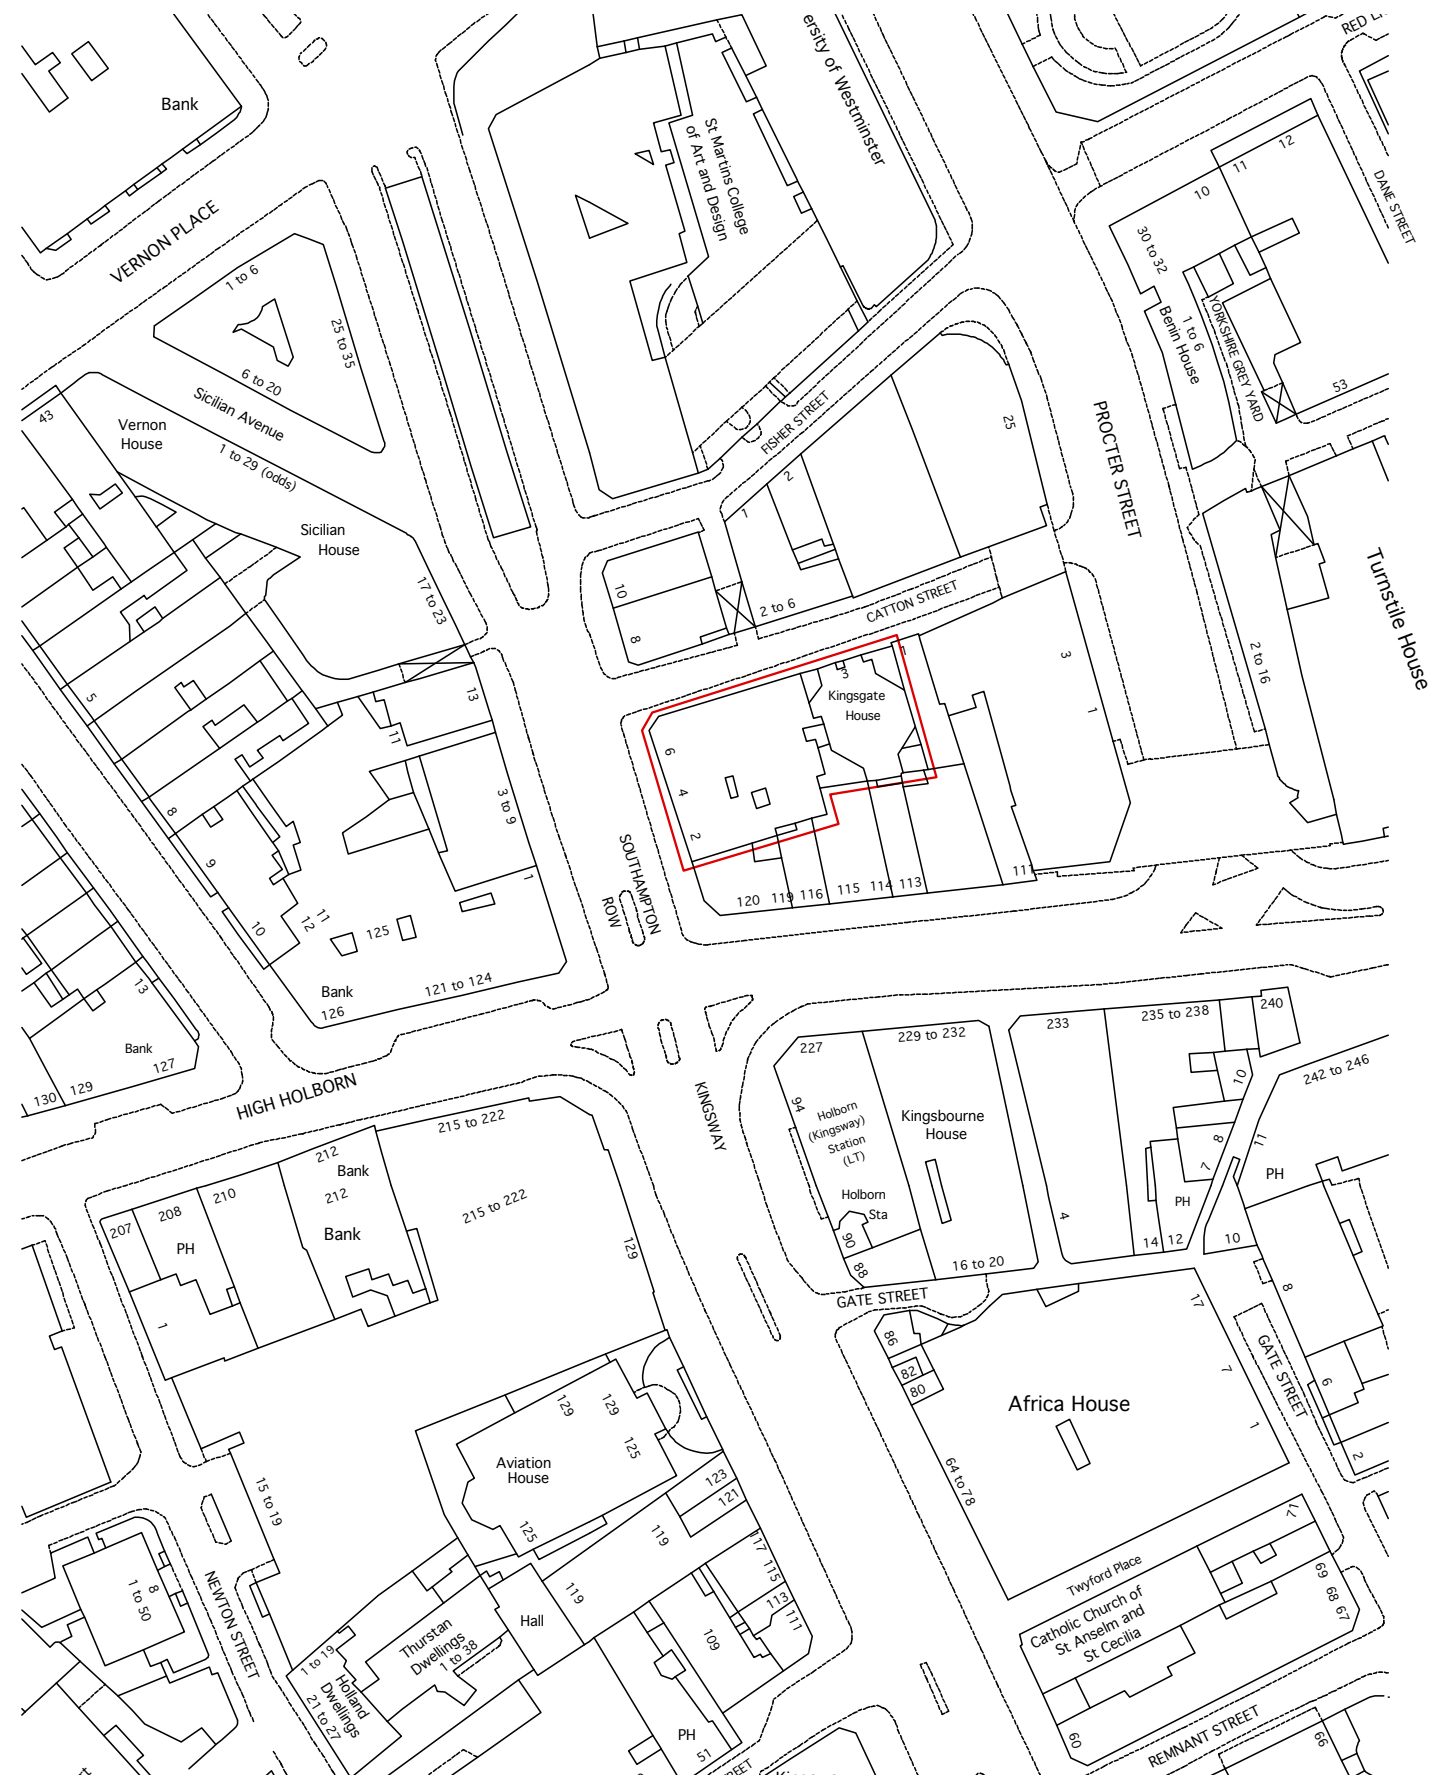 Bank
VERNON PLACE
1 to 6
25 to 35
6 to 20
Sicilian Avenue
43
Vernon
House
1 to 29 (odds)
Sicilian
House
17 to 23
5
8
9
10
11
12
13
11
3 to 9
1
125
Bank
126
121 to 124
13
Bank
127
129
130
HIGH HOLBORN
ersity of Westminster
St Martins College
of Art and Design
FISHER STREET
1
2
25
10
8
2 to 6
CATTON STREET
PROCTER STREET
30 to 32
10
11
12
1 to 6
Benin House
YORKSHIRE GREY YARD
53
DANE STREET
Turnstile House
2 to 16
3
1
3
1
Kingsgate
House
6
4
2
120
119
116
115
114
113
111
SOUTHAMPTON
ROW
KINGSWAY
227
229 to 232
233
235 to 238
240
242 to 246
94
Holborn
(Kingsway)
Station
(LT)
Kingsbourne
House
Holborn
Sta
90
88
16 to 20
4
14
12
PH
7
8
10
11
PH
10
8
6
2
GATE STREET
GATE STREET
17
7
1
86
82
80
Africa House
64 to 78
Twyford Place
71
Catholic Church of
St Anselm and
St Cecilia
69
68
67
60
REMNANT STREET
66
215 to 222
212
Bank
212
Bank
210
208
207
PH
1
215 to 222
129
129
129
125
Aviation
House
125
123
121
119
119
17
115
113
111
109
Hall
PH
51
REET
15 to 19
NEWTON STREET
8
1 to 50
Thurstan
Dwellings
1 to 38
1 to 19
Holland
Dwellings
21 to 27